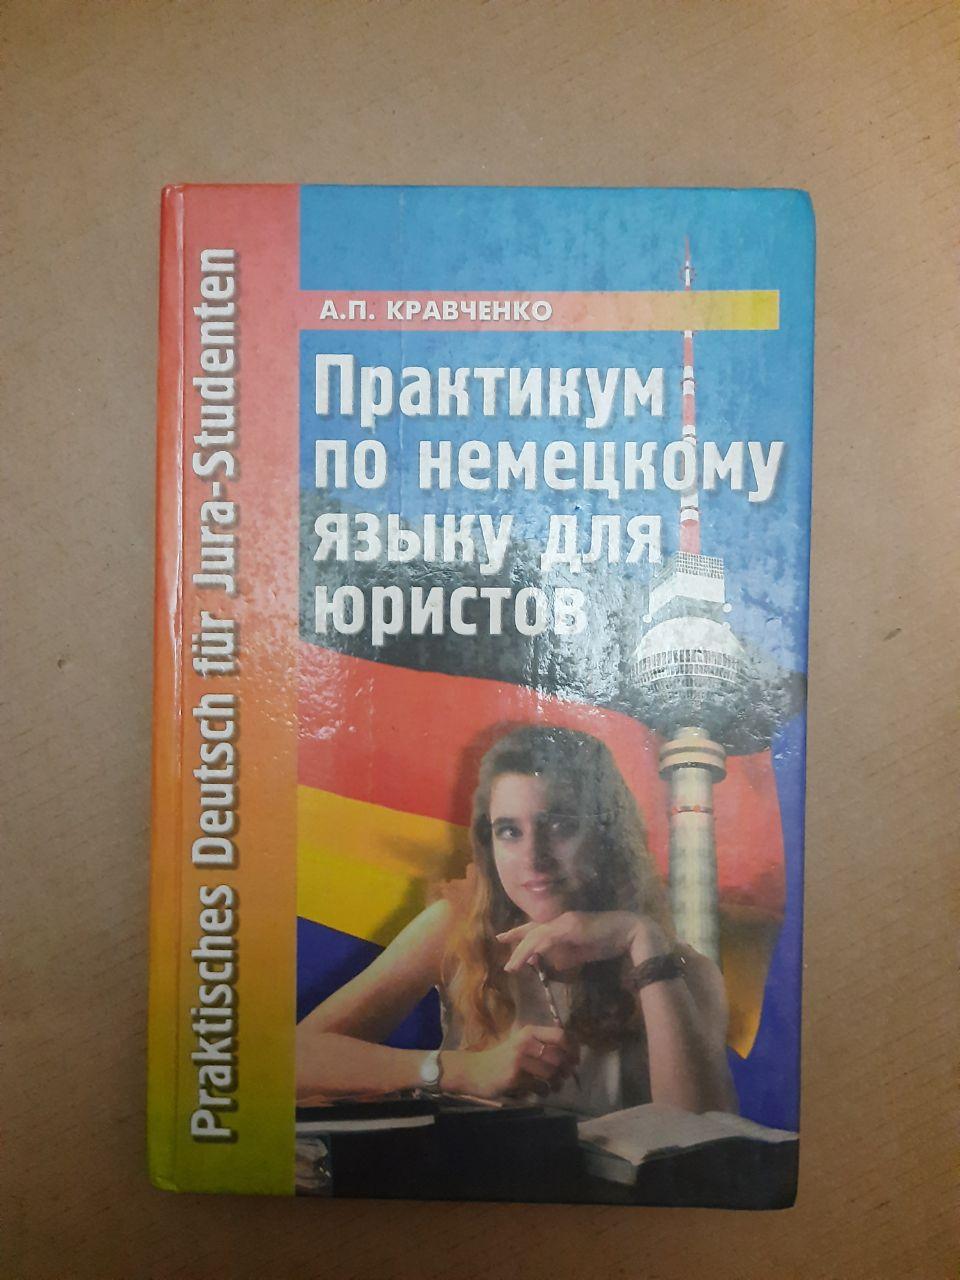 А.П. КРАВЧЕНКО
Практикум
по немецкому
языку для
юристов
Praktisches Deutsch für Jura-Studenten